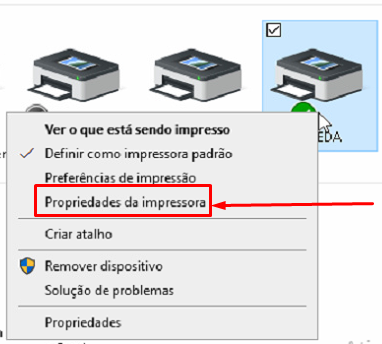 EDA
Ver o que está sendo impresso
Definir como impressora padrão
Preferências de impressão
Propriedades da impressora
Criar atalho
Remover dispositivo
Solução de problemas
Propriedades